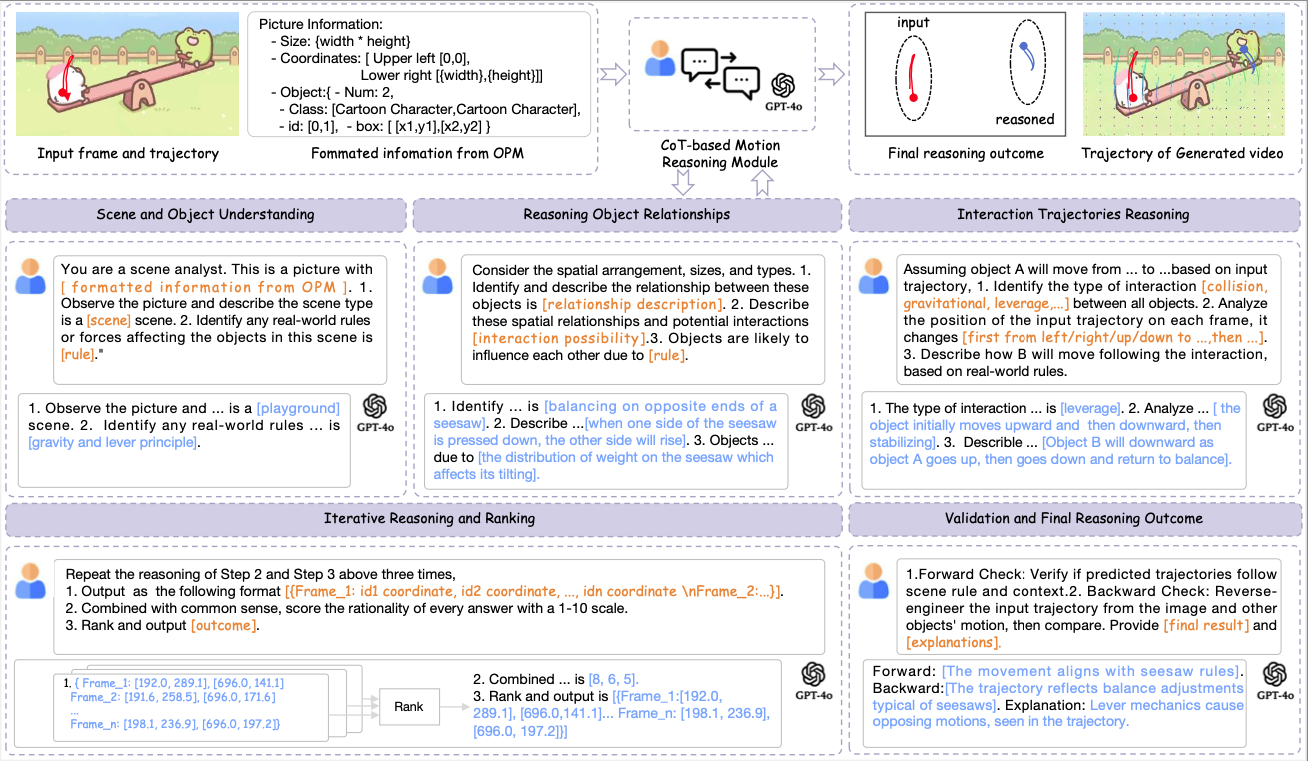 Picture Information:
- Size: {width * height}
- Coordinates: [ Upper left [0,0],
Lower right [{width},{height}]]
- Object:{ - Num: 2,
- Class: [Cartoon Character,Cartoon Character],
- id: [0,1], - box: [ [x1,y1],[x2,y2] }
Input frame and trajectory
Fommated infomation from OPM
GPT-4o
CoT-based Motion
Reasoning Module
input
reasoned
Final reasoning outcome
Trajectory of Generated video
Scene and Object Understanding
You are a scene analyst. This is a picture with
[ formatted information from OPM ]. 1.
Observe the picture and describe the scene type
is a [scene] scene. 2. Identify any real-world rules
or forces affecting the objects in this scene is
[rule]."
1. Observe the picture and ... is a [playground]
scene. 2. Identify any real-world rules ... is
[gravity and lever principle].
GPT-4o
Reasoning Object Relationships
Consider the spatial arrangement, sizes, and types. 1.
Identify and describe the relationship between these
objects is [relationship description]. 2. Describe
these spatial relationships and potential interactions
[interaction possibility].3. Objects are likely to
influence each other due to [rule].
1. Identify ... is [balancing on opposite ends of a
seesaw]. 2. Describe ...[when one side of the seesaw
is pressed down, the other side will rise]. 3. Objects ...
due to [the distribution of weight on the seesaw which
affects its tilting].
GPT-4o
Interaction Trajectories Reasoning
Assuming object A will move from ... to ...based on input
trajectory, 1. Identify the type of interaction [collision,
gravitational, leverage,...] between all objects. 2. Analyze
the position of the input trajectory on each frame, it
changes [first from left/right/up/down to ...,then ...].
3. Describe how B will move following the interaction,
based on real-world rules.
1. The type of interaction ... is [leverage]. 2. Analyze ... [ the
object initially moves upward and then downward, then
stabilizing]. 3. Describle ... [Object B will downward as
object A goes up, then goes down and return to balance].
GPT-4o
Iterative Reasoning and Ranking
Repeat the reasoning of Step 2 and Step 3 above three times,
1. Output as the following format [{Frame_1: id1 coordinate, id2 coordinate, ..., idn coordinate \nFrame_2:...}].
2. Combined with common sense, score the rationality of every answer with a 1-10 scale.
3. Rank and output [outcome].
1. { Frame_1: [192.0, 289.1], [696.0,141.1]
Frame_2: [191.6, 258.5], [696.0, 171.6]
...
Frame_n: [198.1, 236.9], [696.0, 197.2]}
Rank
2. Combined ... is [8, 6, 5].
3. Rank and output is [{Frame_1:[192.0,
289.1], [696.0,141.1]... Frame_n: [198.1, 236.9],
[696.0, 197.2]}]
GPT-4o
Validation and Final Reasoning Outcome
1.Forward Check: Verify if predicted trajectories follow
scene rule and context.2. Backward Check: Reverse-
engineer the input trajectory from the image and other
objects' motion, then compare. Provide [final result] and
[explanations].
Forward: [The movement aligns with seesaw rules].
Backward:[The trajectory reflects balance adjustments
typical of seesaws]. Explanation: Lever mechanics cause
opposing motions, seen in the trajectory.
GPT-4o